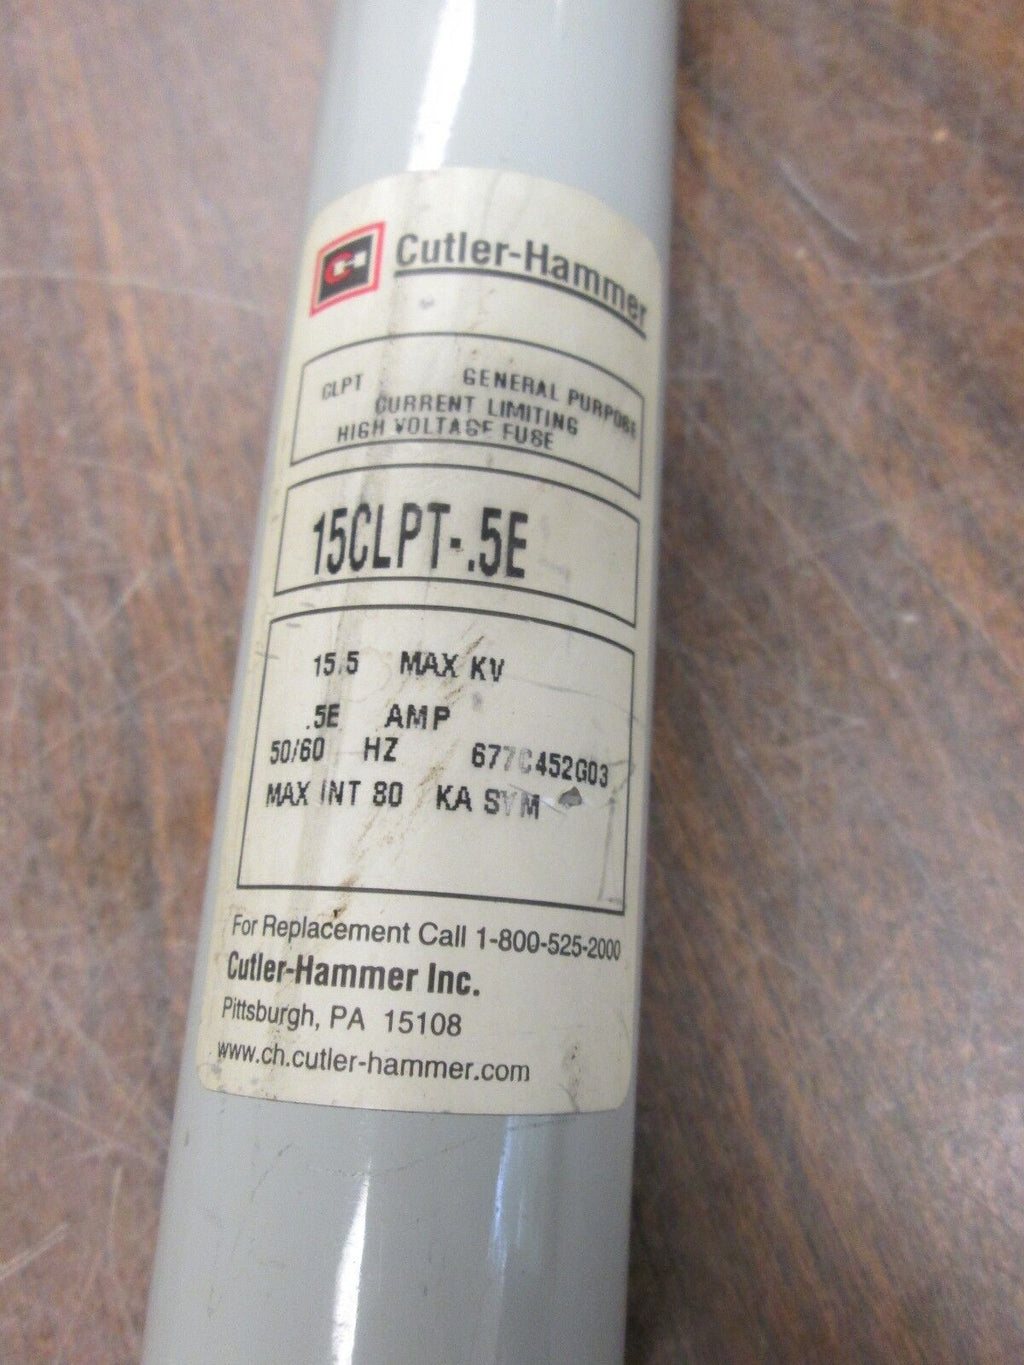 CH Cutler-Hammer
CLPT GENERAL PURPOSE
CURRENT LIMITING
HIGH VOLTAGE FUSE
15CLPT-.5E
15.5 MAX KV
.5E AMP
50/60 HZ 677C452G03
MAX INT 80 KA SYM
For Replacement Call 1-800-525-2000
Cutler-Hammer Inc.
Pittsburgh, PA 15108
www.ch.cutler-hammer.com